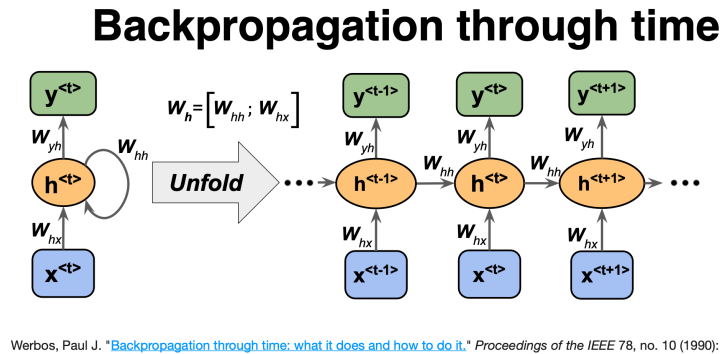 Backpropagation through time
y<t>
W_yh
h<t>
W_hh
W_hx
x<t>
W_h=[W_hh ; W_hx]
Unfold
y<t-1>
y<t>
y<t+1>
W_yh
W_yh
W_yh
•••
h<t-1>
W_hh
h<t>
W_hh
h<t+1>
•••
W_hx
W_hx
W_hx
x<t-1>
x<t>
x<t+1>
Werbos, Paul J. "Backpropagation through time: what it does and how to do it." Proceedings of the IEEE 78, no. 10 (1990):